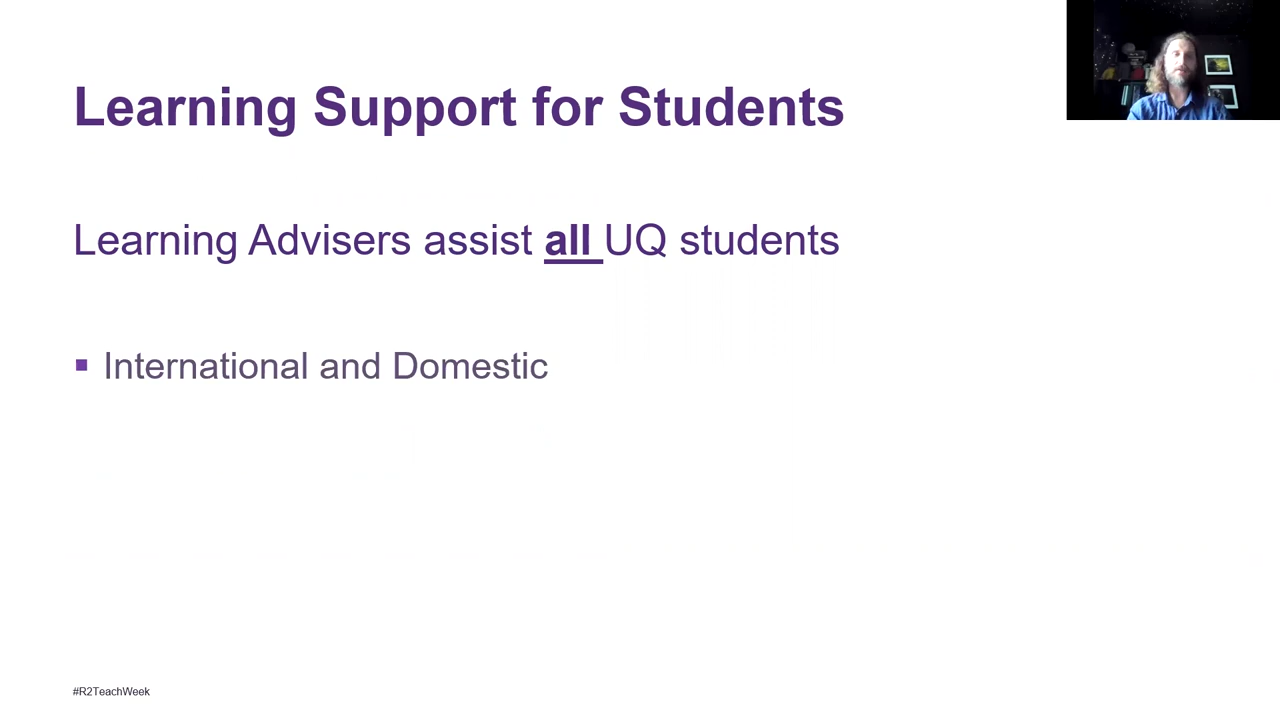 Learning Support for Students
Learning Advisers assist all UQ students
▪ International and Domestic
#R2TeachWeek